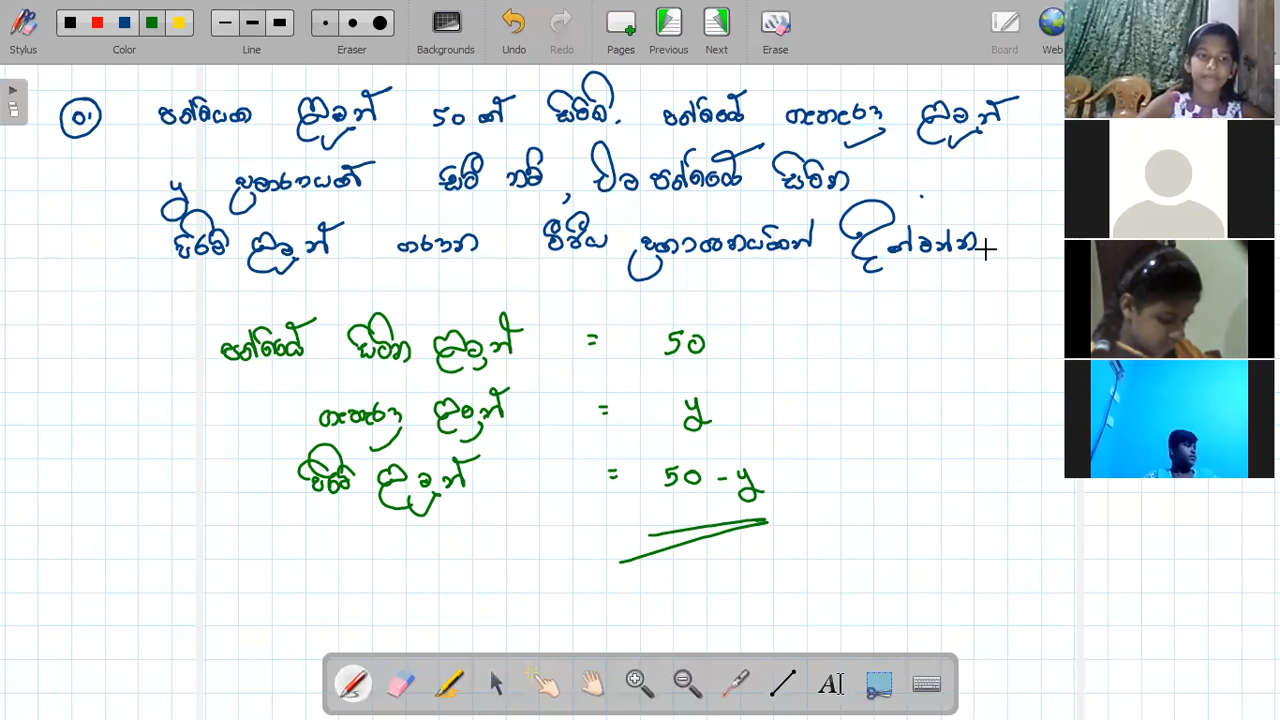 Stylus Color Line Eraser Backgrounds Undo Redo Pages Previous Next Erase Board Web
01 පන්තියක ළමුන් 50 ක් සිටිති. පන්තියේ ගැහැණු ළමුන්
y ප්‍රමාණයක් සිටී නම්, එම පන්තියේ සිටින
පිරිමි ළමුන් ගණන වීජීය ප්‍රකාශනයකින් දක්වන්න
පන්තියේ සිටින ළමුන් = 50
ගැහැණු ළමුන් = y
පිරිමි ළමුන් = 50 - y